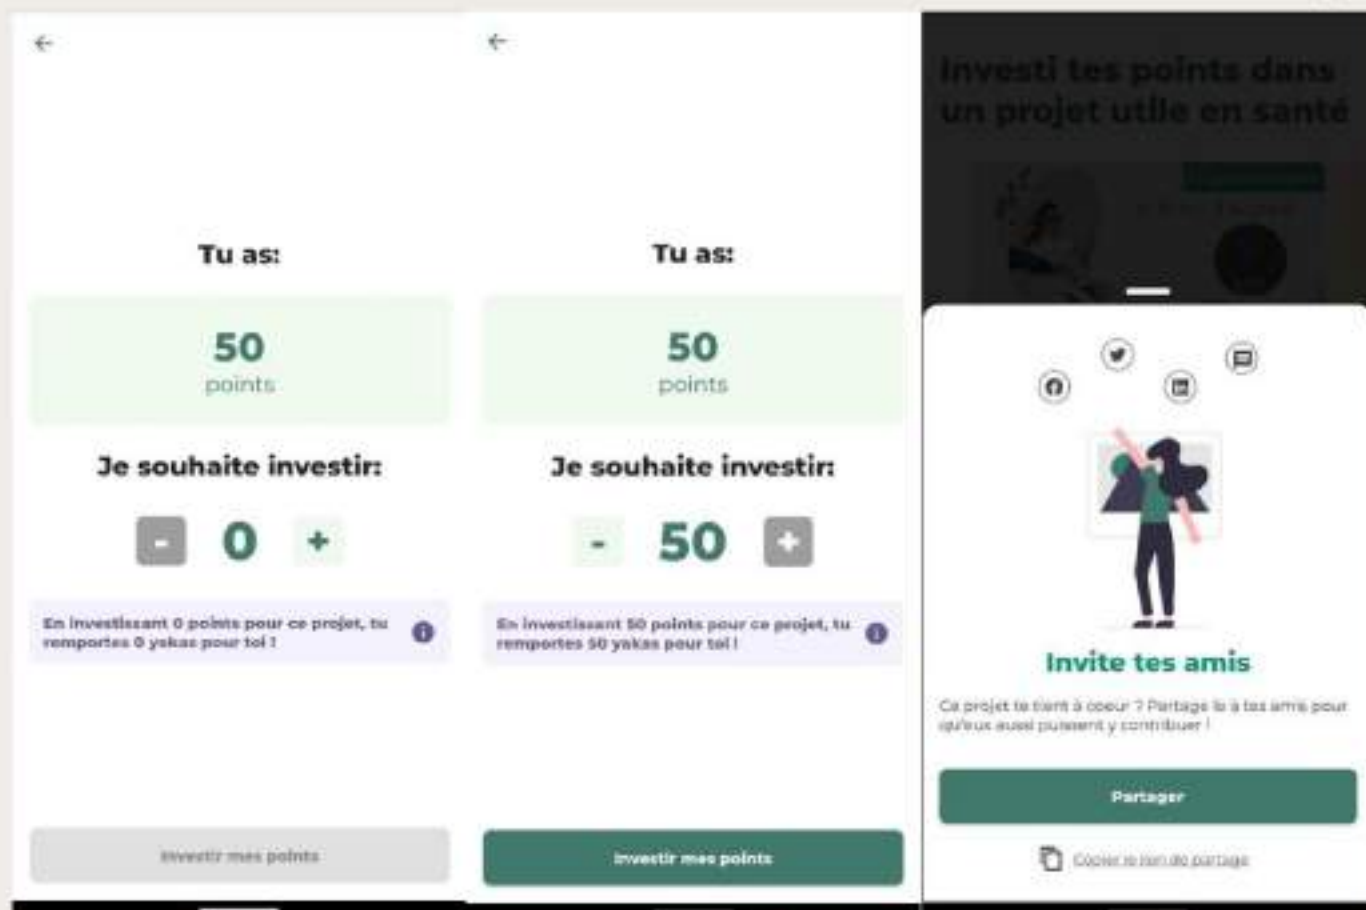 Tu as:
50
points
Je souhaite investir:
- 0 +
En investissant 0 points pour ce projet, tu
remportes 0 yakas pour toi !
Investir mes points
Tu as:
50
points
Je souhaite investir:
- 50 +
En investissant 50 points pour ce projet, tu
remportes 50 yakas pour toi !
Investir mes points
Investi tes points dans
un projet utile en santé
Invite tes amis
Ce projet te tient à coeur ? Partage le à tes amis pour
qu'eux aussi puissent y contribuer !
Partager
Copier le lien de partage